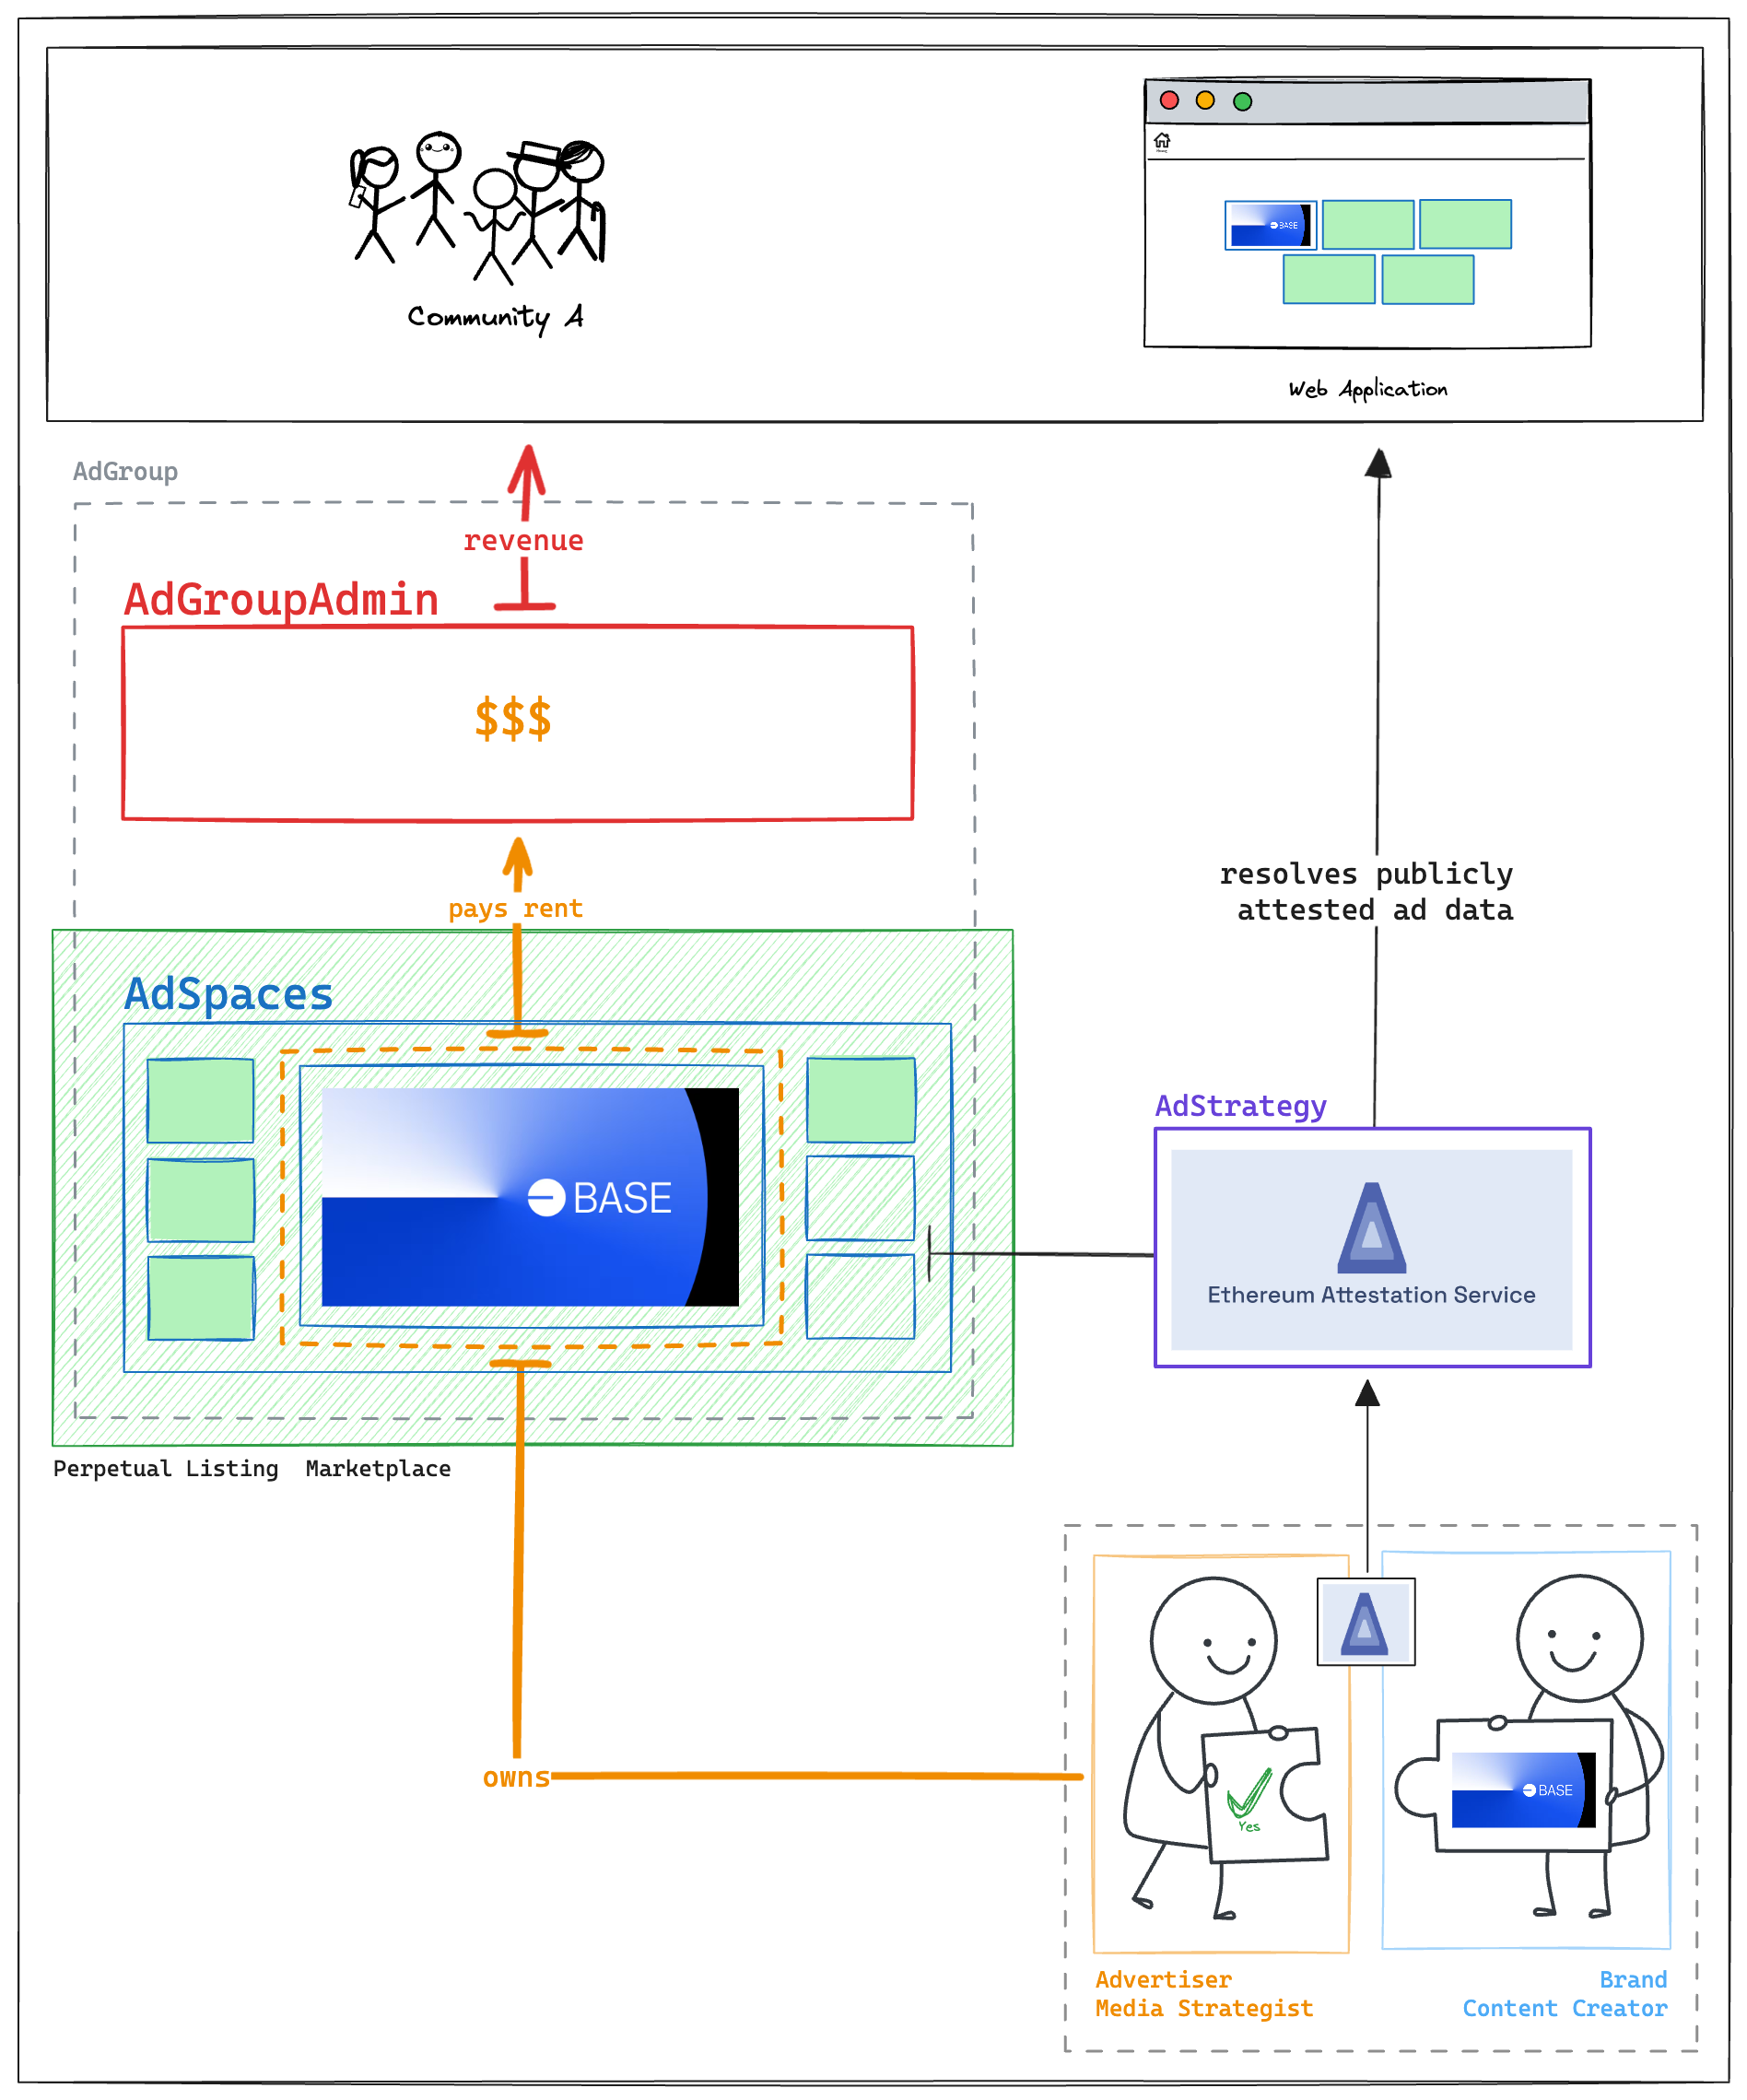 BASE
Community A
Web Application
AdGroup
revenue
AdGroupAdmin
$$$
pays rent
resolves publicly
attested ad data
AdSpaces
BASE
AdStrategy
Ethereum Attestation Service
Perpetual Listing  Marketplace
owns
Yes
BASE
Advertiser
Media Strategist
Brand
Content Creator